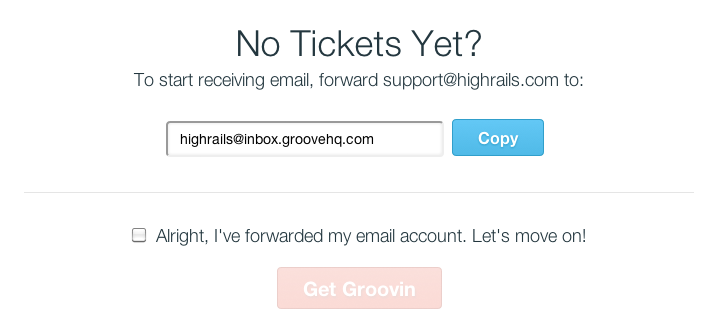 No Tickets Yet?
To start receiving email, forward support@highrails.com to:
highrails@inbox.groovehq.com
Copy
Alright, I've forwarded my email account. Let's move on!
Get Groovin